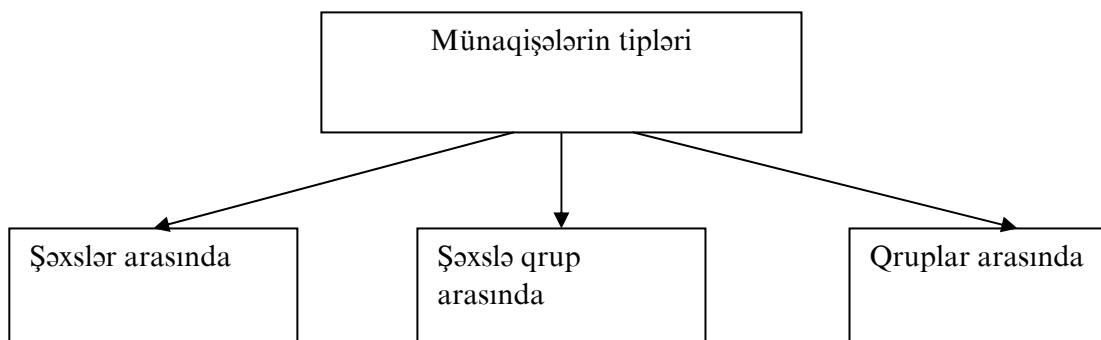 Münaqişələrin tipləri
Şəxslər arasında
Şəxslə qrup
arasında
Qruplar arasında